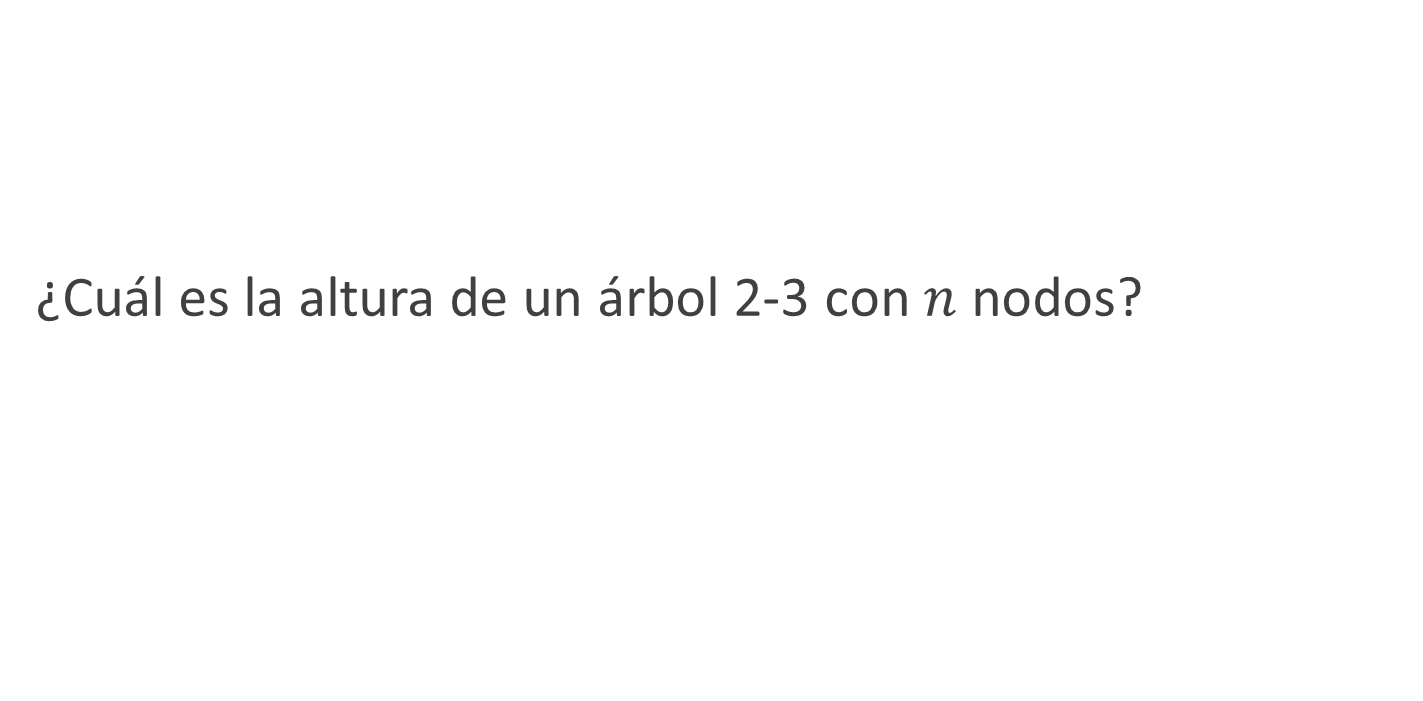 ¿Cuál es la altura de un árbol 2-3 con 𝑛 nodos?